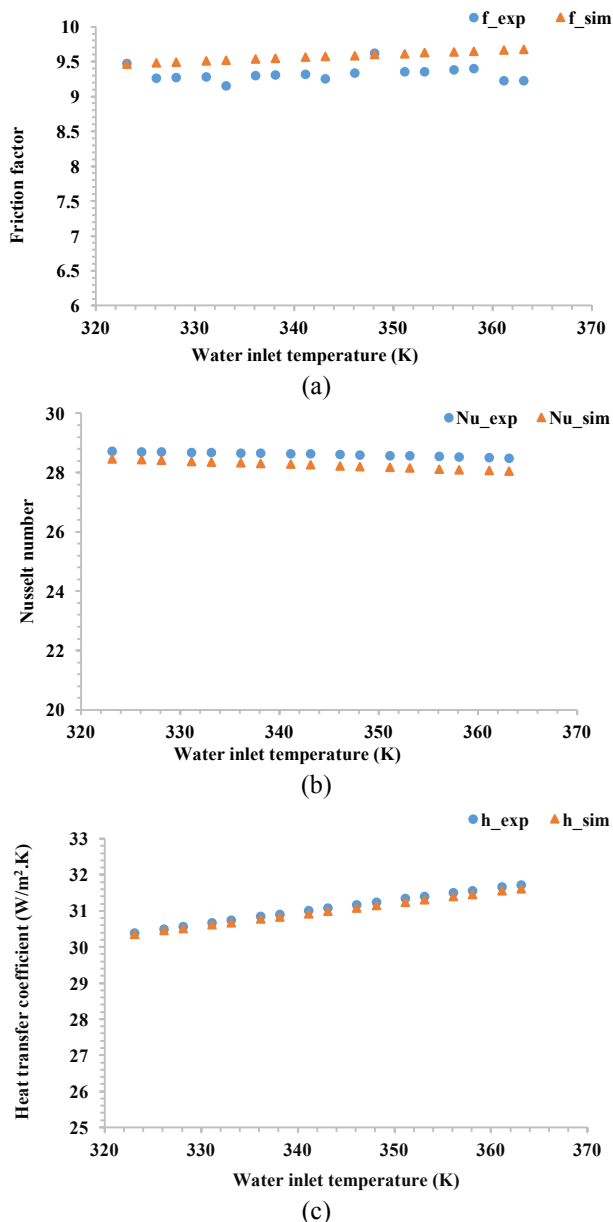 f_exp f_sim
10
9.5
9
8.5
8
7.5
7
6.5
6
Friction factor
320 330 340 350 360 370
Water inlet temperature (K)
(a)
Nu_exp Nu_sim
30
28
26
24
22
20
Nusselt number
320 330 340 350 360 370
Water inlet temperature (K)
(b)
h_exp h_sim
33
32
31
30
29
28
27
26
25
Heat transfer coefficient (W/m².K)
320 330 340 350 360 370
Water inlet temperature (K)
(c)